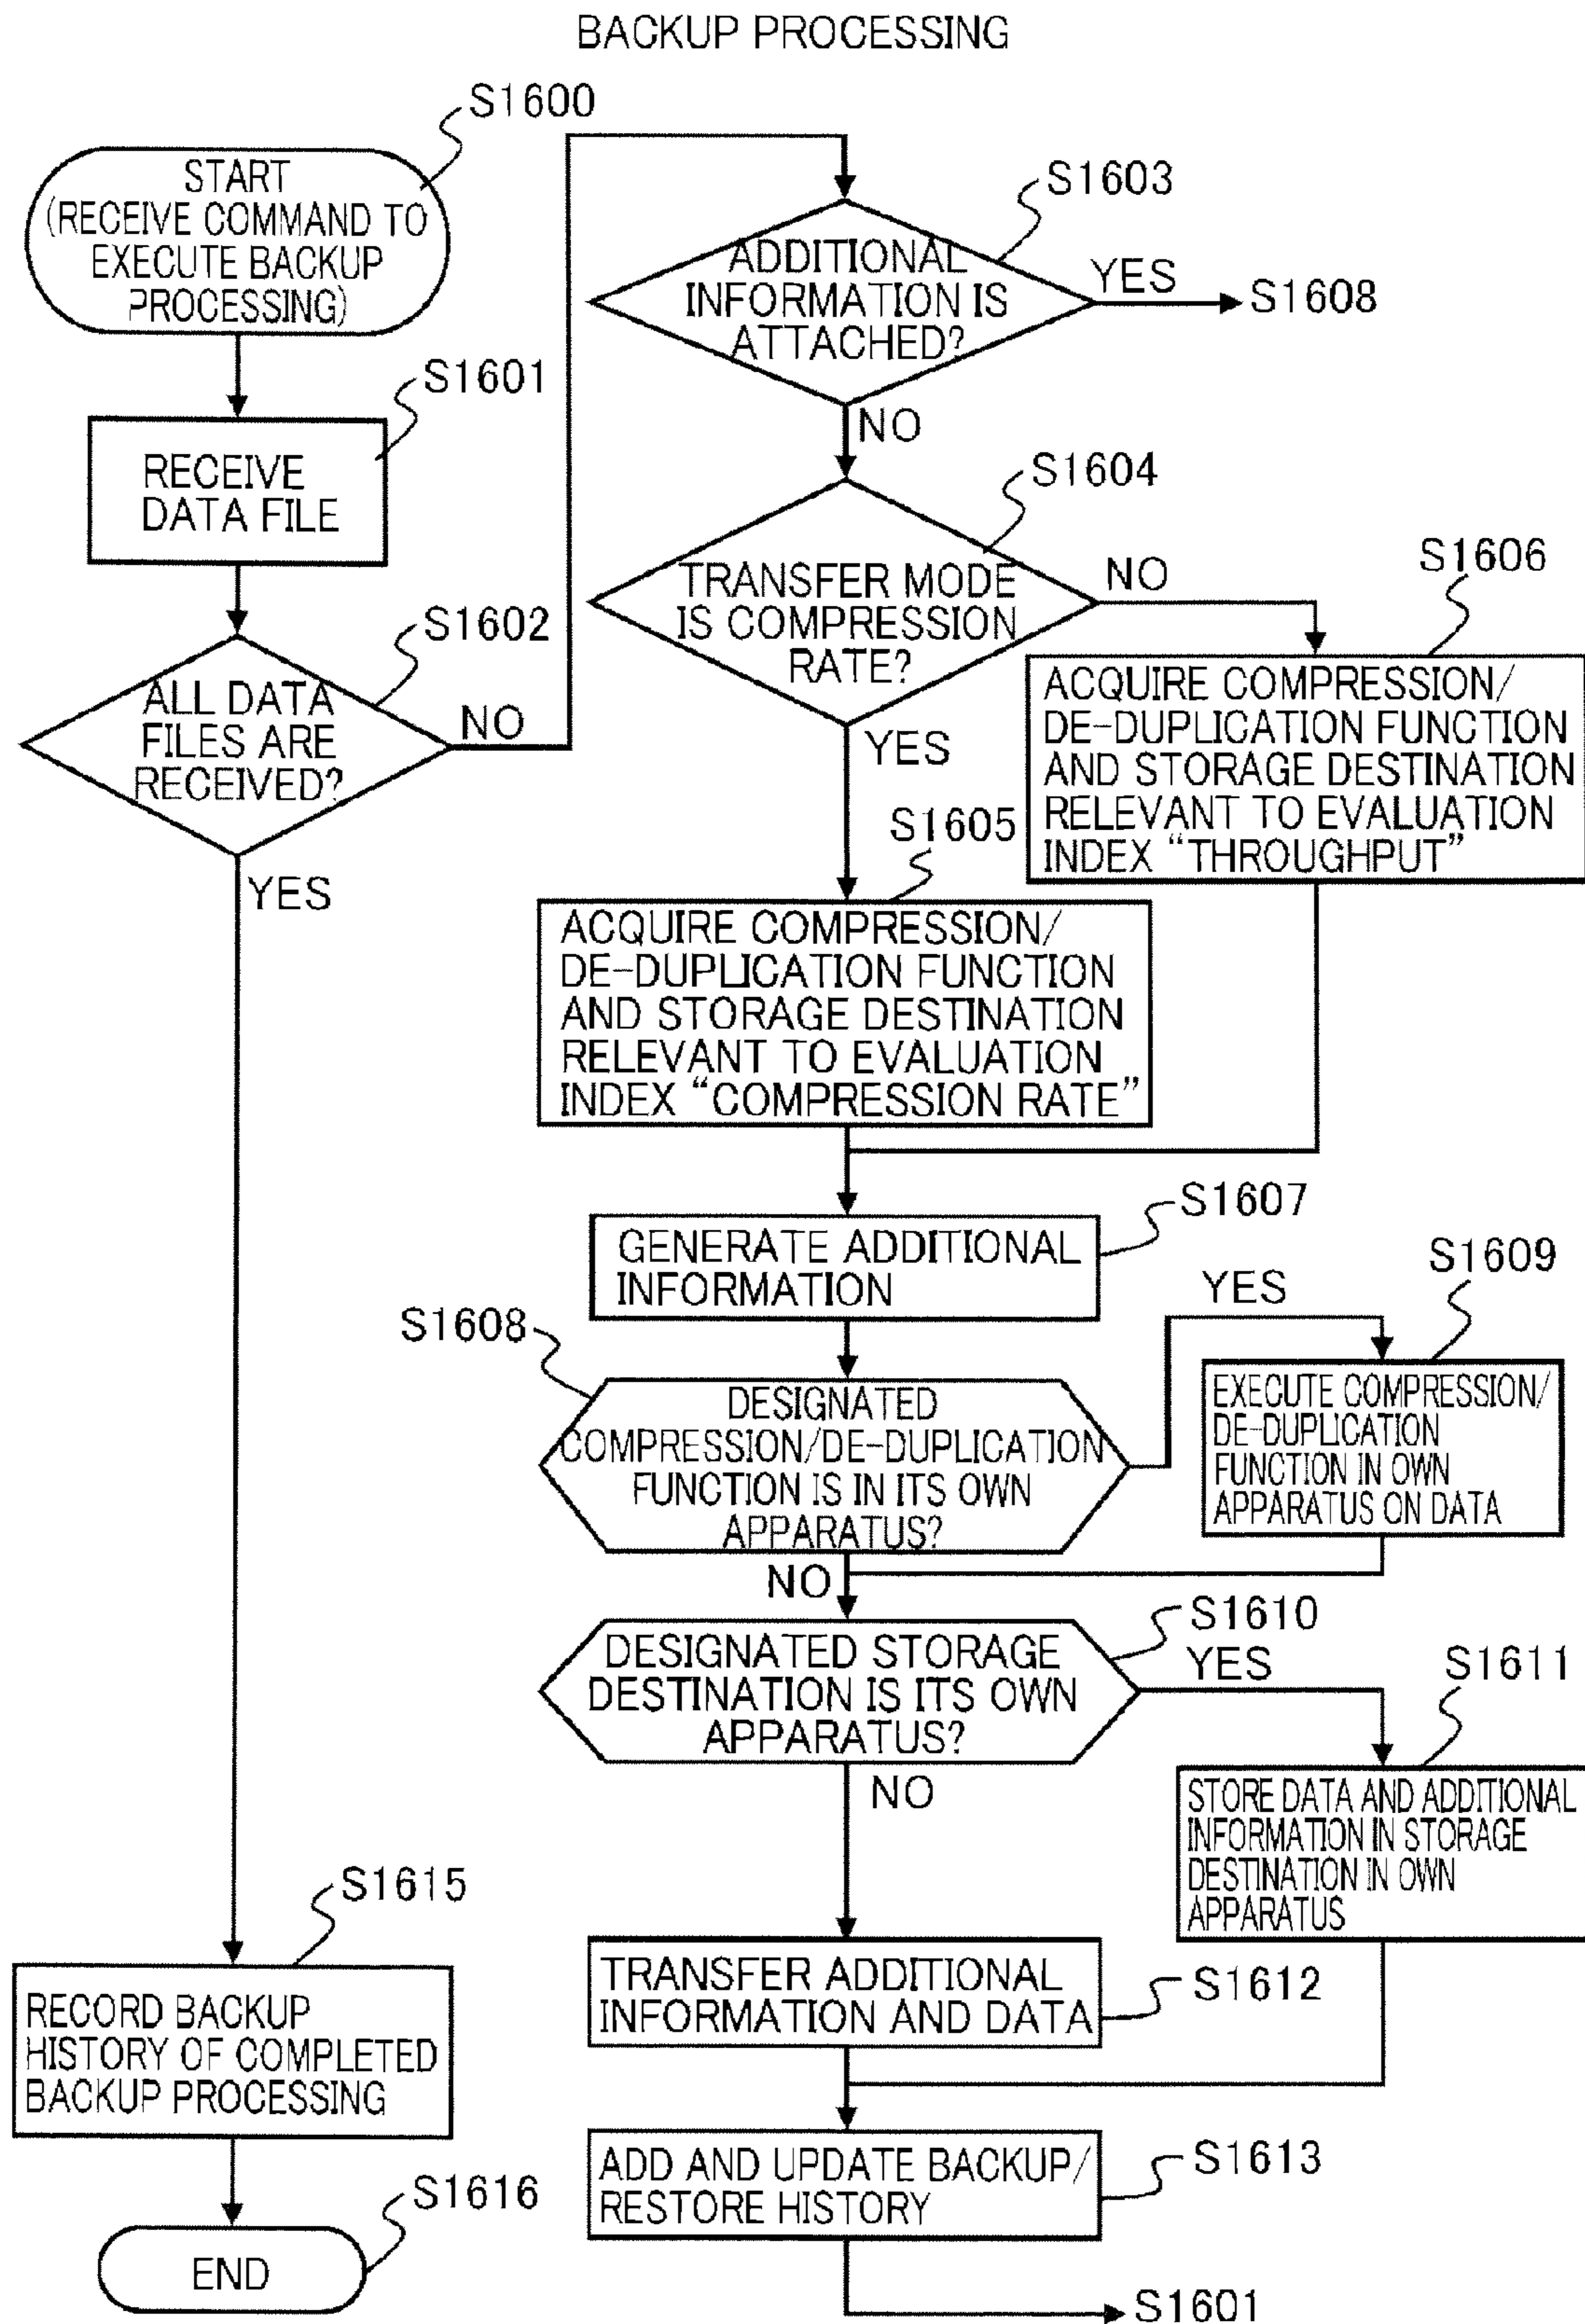 BACKUP PROCESSING
S1600
START
(RECEIVE COMMAND TO
EXECUTE BACKUP
PROCESSING)
S1601
RECEIVE
DATA FILE
S1602
ALL DATA
FILES ARE
RECEIVED?
NO
YES
S1603
ADDITIONAL
INFORMATION IS
ATTACHED?
YES
S1608
NO
S1604
TRANSFER MODE
IS COMPRESSION
RATE?
NO
YES
S1606
ACQUIRE COMPRESSION/
DE-DUPLICATION FUNCTION
AND STORAGE DESTINATION
RELEVANT TO EVALUATION
INDEX “THROUGHPUT”
S1605
ACQUIRE COMPRESSION/
DE-DUPLICATION FUNCTION
AND STORAGE DESTINATION
RELEVANT TO EVALUATION
INDEX “COMPRESSION RATE”
S1607
GENERATE ADDITIONAL
INFORMATION
S1608
DESIGNATED
COMPRESSION/DE-DUPLICATION
FUNCTION IS IN ITS OWN
APPARATUS?
YES
S1609
EXECUTE COMPRESSION/
DE-DUPLICATION
FUNCTION IN OWN
APPARATUS ON DATA
NO
S1610
DESIGNATED STORAGE
DESTINATION IS ITS OWN
APPARATUS?
YES
S1611
STORE DATA AND ADDITIONAL
INFORMATION IN STORAGE
DESTINATION IN OWN
APPARATUS
NO
S1612
TRANSFER ADDITIONAL
INFORMATION AND DATA
S1613
ADD AND UPDATE BACKUP/
RESTORE HISTORY
S1601
S1615
RECORD BACKUP
HISTORY OF COMPLETED
BACKUP PROCESSING
S1616
END